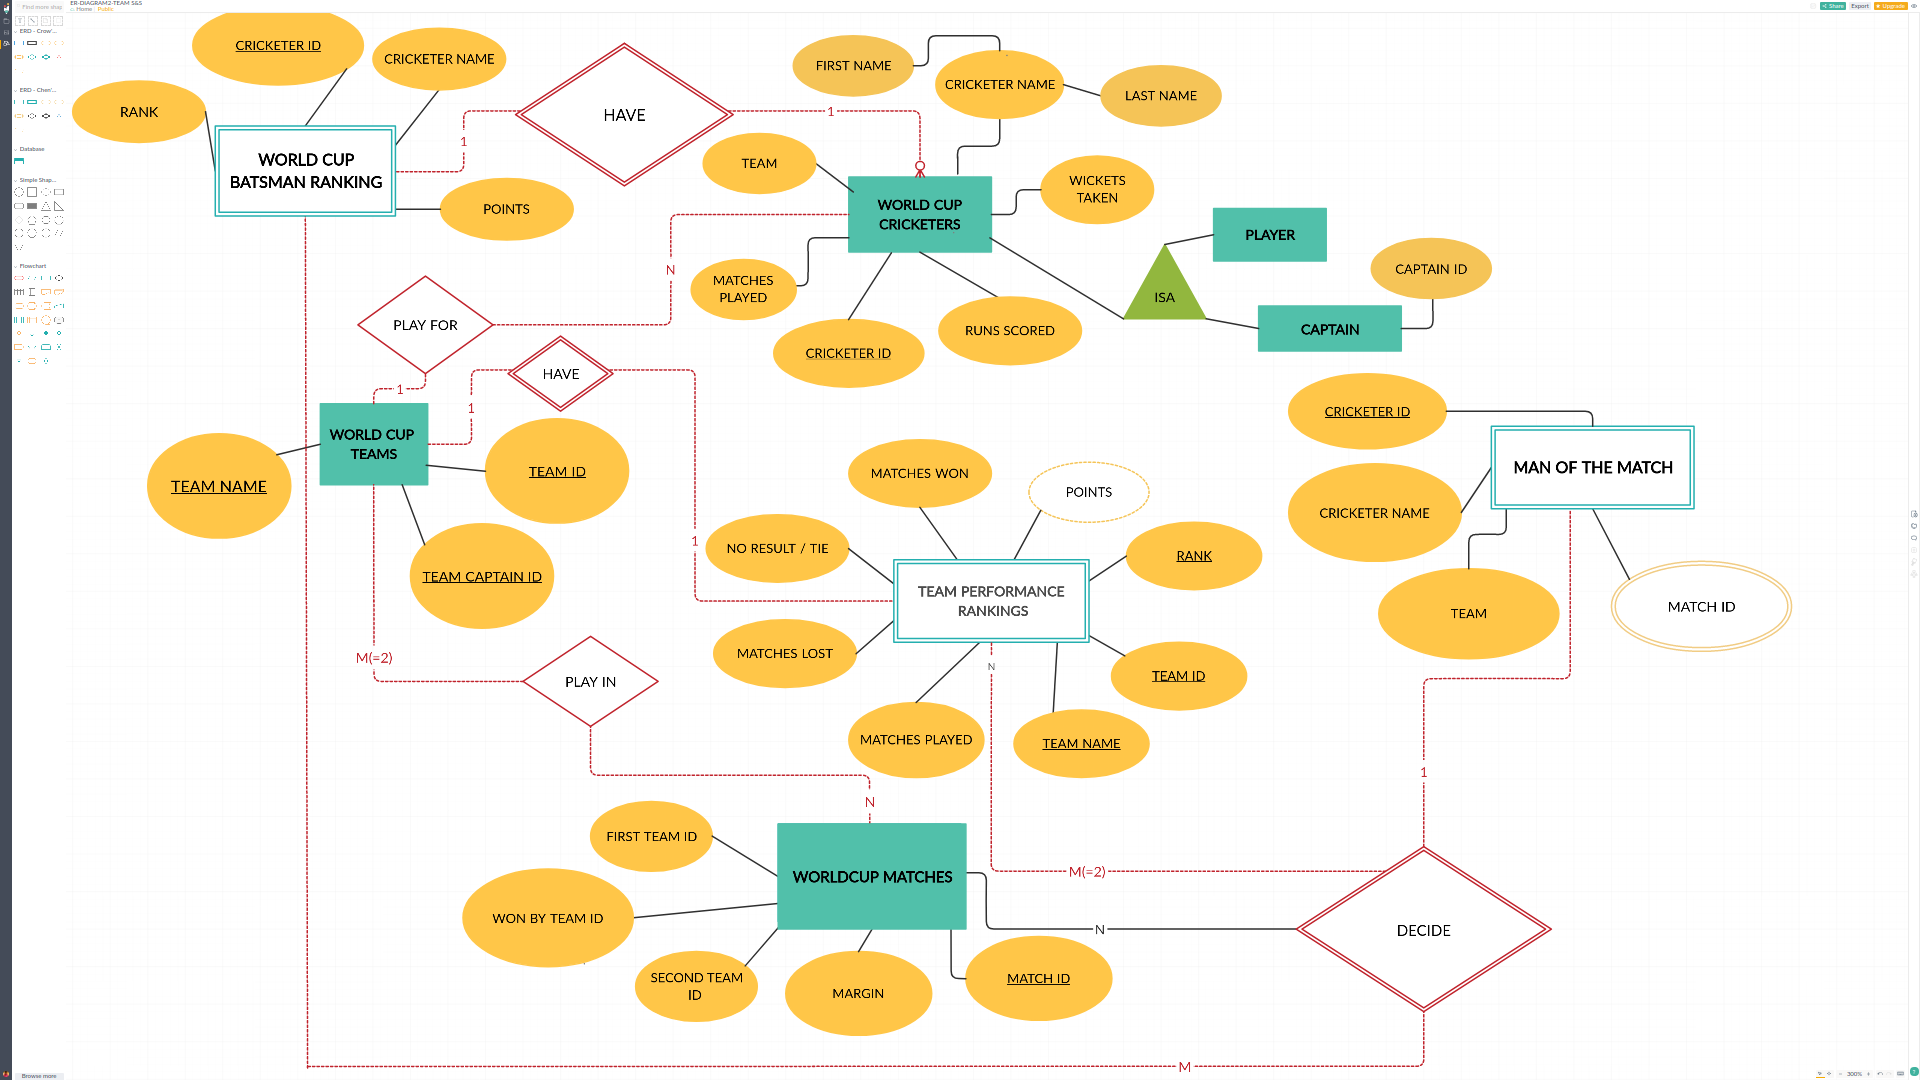 ER-DIAGRAM2-TEAM S&S
Home
Public
Share
Export
Upgrade
Find more shap
ERD - Crow'...
ERD - Chen'...
Database
Simple Shap...
Flowchart
Browse more
300%
CRICKETER ID
CRICKETER NAME
RANK
WORLD CUP
BATSMAN RANKING
POINTS
1
HAVE
1
FIRST NAME
CRICKETER NAME
LAST NAME
TEAM
WICKETS
TAKEN
WORLD CUP
CRICKETERS
MATCHES
PLAYED
CRICKETER ID
RUNS SCORED
ISA
PLAYER
CAPTAIN
CAPTAIN ID
N
PLAY FOR
1
HAVE
1
1
WORLD CUP
TEAMS
TEAM NAME
TEAM ID
TEAM CAPTAIN ID
M(=2)
PLAY IN
N
MATCHES WON
POINTS
NO RESULT / TIE
RANK
TEAM PERFORMANCE
RANKINGS
MATCHES LOST
TEAM ID
MATCHES PLAYED
TEAM NAME
N
CRICKETER ID
MAN OF THE MATCH
CRICKETER NAME
TEAM
MATCH ID
1
M(=2)
FIRST TEAM ID
WORLDCUP MATCHES
WON BY TEAM ID
SECOND TEAM
ID
MARGIN
MATCH ID
N
DECIDE
M